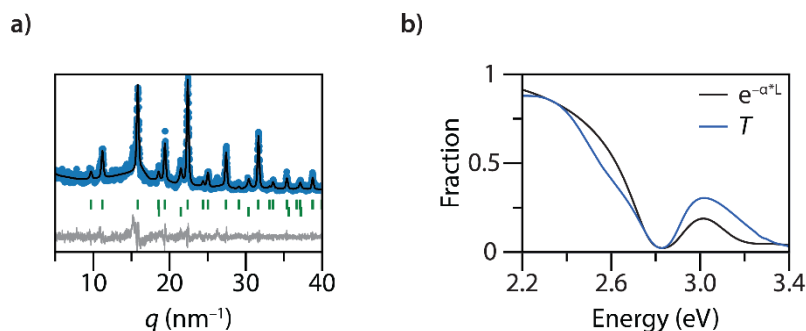 a)
10
20
30
40
q (nm⁻¹)
b)
Fraction
1
0.5
0
e⁻ᵅ*ᴸ
T
2.2
2.6
3.0
3.4
Energy (eV)